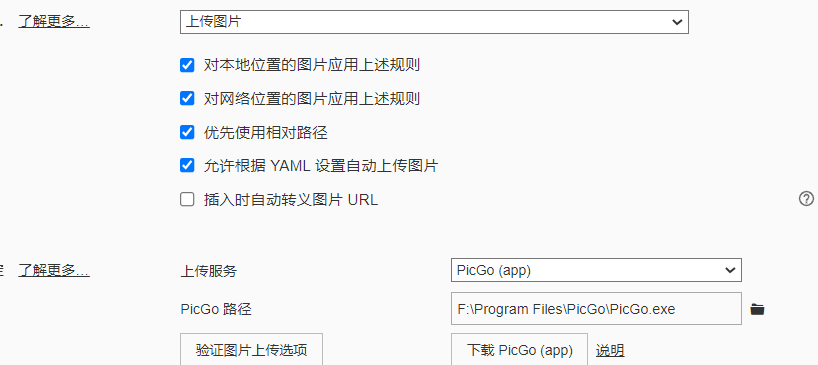 了解更多… 上传图片
对本地位置的图片应用上述规则
对网络位置的图片应用上述规则
优先使用相对路径
允许根据 YAML 设置自动上传图片
插入时自动转义图片 URL
了解更多… 上传服务 PicGo (app)
PicGo 路径 F:\Program Files\PicGo\PicGo.exe
验证图片上传选项 下载 PicGo (app) 说明